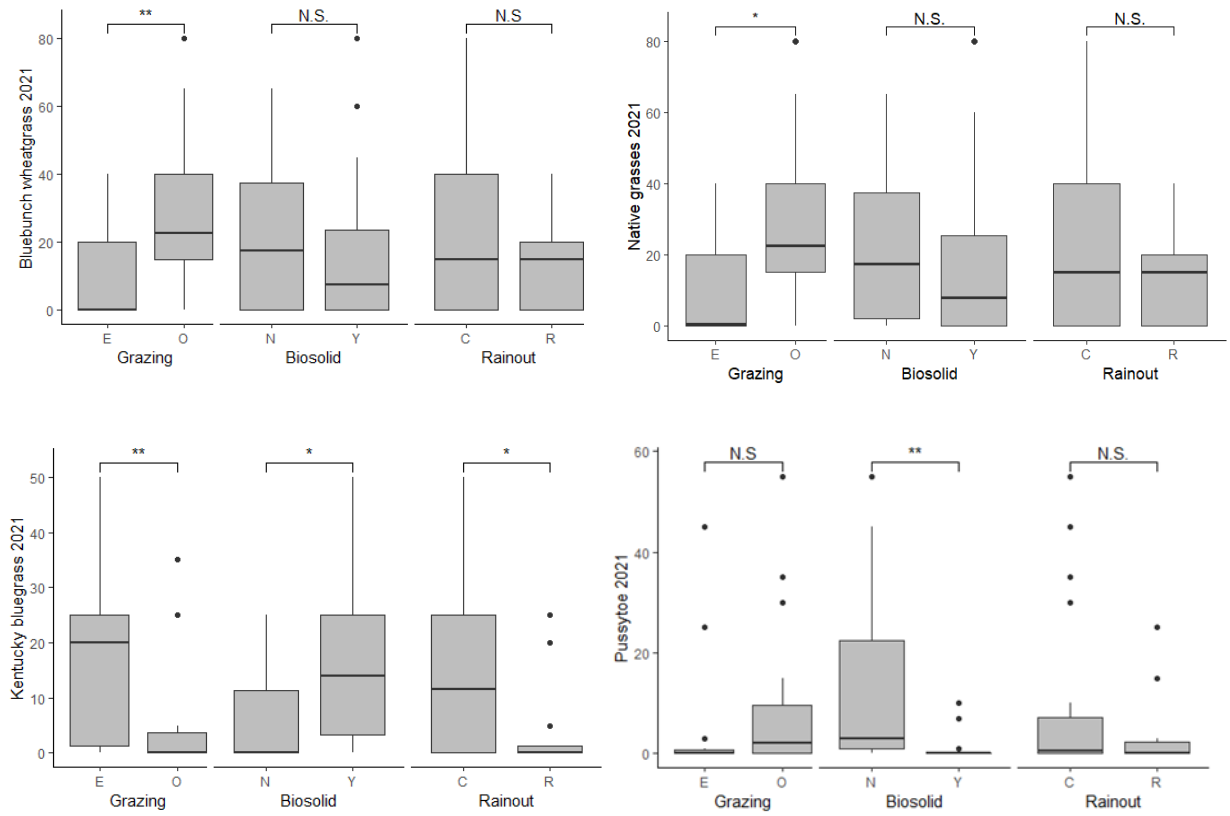 ** N.S. N.S
Bluebunch wheatgrass 2021
80
60
40
20
0
E O N Y C R
Grazing Biosolid Rainout
* N.S. N.S.
Native grasses 2021
80
60
40
20
0
E O N Y C R
Grazing Biosolid Rainout
** * *
Kentucky bluegrass 2021
50
40
30
20
10
0
E O N Y C R
Grazing Biosolid Rainout
N.S ** N.S.
Pussytoe 2021
60
40
20
0
E O N Y C R
Grazing Biosolid Rainout